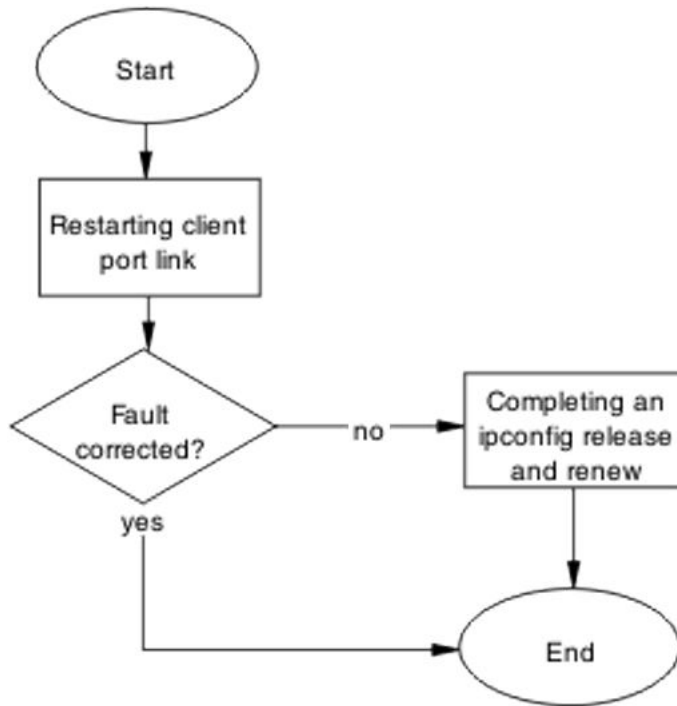 Start
Restarting client
port link
Fault
corrected?
no
Completing an
ipconfig release
and renew
yes
End